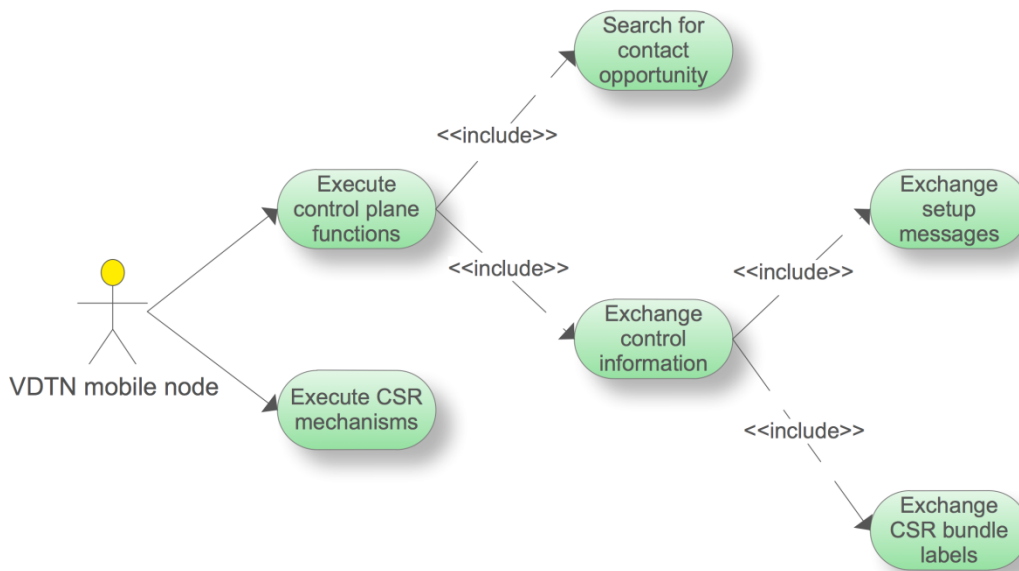 Search for
contact
opportunity
<<include>>
Execute
control plane
functions
<<include>>
Exchange
setup
messages
<<include>>
Exchange
control
information
VDTN mobile node
Execute CSR
mechanisms
<<include>>
Exchange
CSR bundle
labels